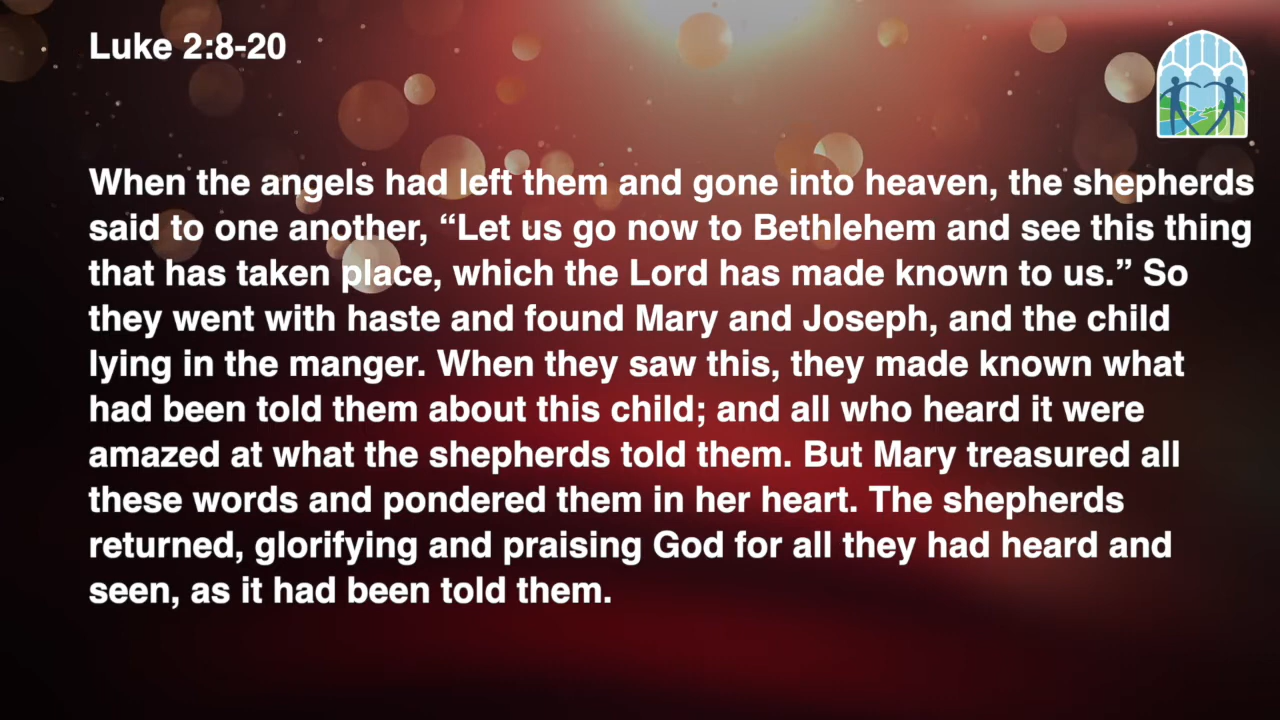 Luke 2:8-20
When the angels had left them and gone into heaven, the shepherds
said to one another, “Let us go now to Bethlehem and see this thing
that has taken place, which the Lord has made known to us.” So
they went with haste and found Mary and Joseph, and the child
lying in the manger. When they saw this, they made known what
had been told them about this child; and all who heard it were
amazed at what the shepherds told them. But Mary treasured all
these words and pondered them in her heart. The shepherds
returned, glorifying and praising God for all they had heard and
seen, as it had been told them.